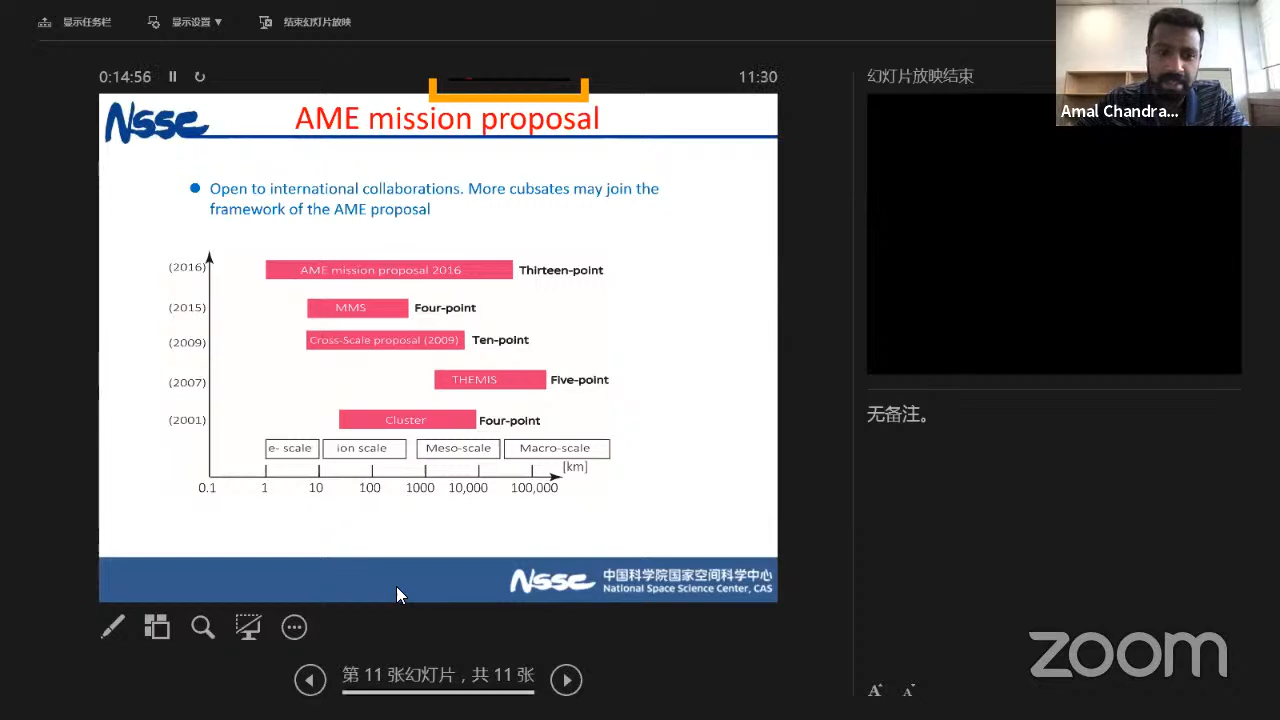 显示任务栏
显示设置 ▼
结束幻灯片放映
0:14:56
11:30
幻灯片放映结束
Amal Chandra...
NSSC
AME mission proposal
Open to international collaborations. More cubsates may join the
framework of the AME proposal
(2016)
AME mission proposal 2016
Thirteen-point
(2015)
MMS
Four-point
(2009)
Cross-Scale proposal (2009)
Ten-point
(2007)
THEMIS
Five-point
(2001)
Cluster
Four-point
e- scale
ion scale
Meso-scale
Macro-scale
[km]
0.1
1
10
100
1000
10,000
100,000
无备注。
NSSC
中国科学院国家空间科学中心
National Space Science Center, CAS
第 11 张幻灯片，共 11 张
zoom
A
A